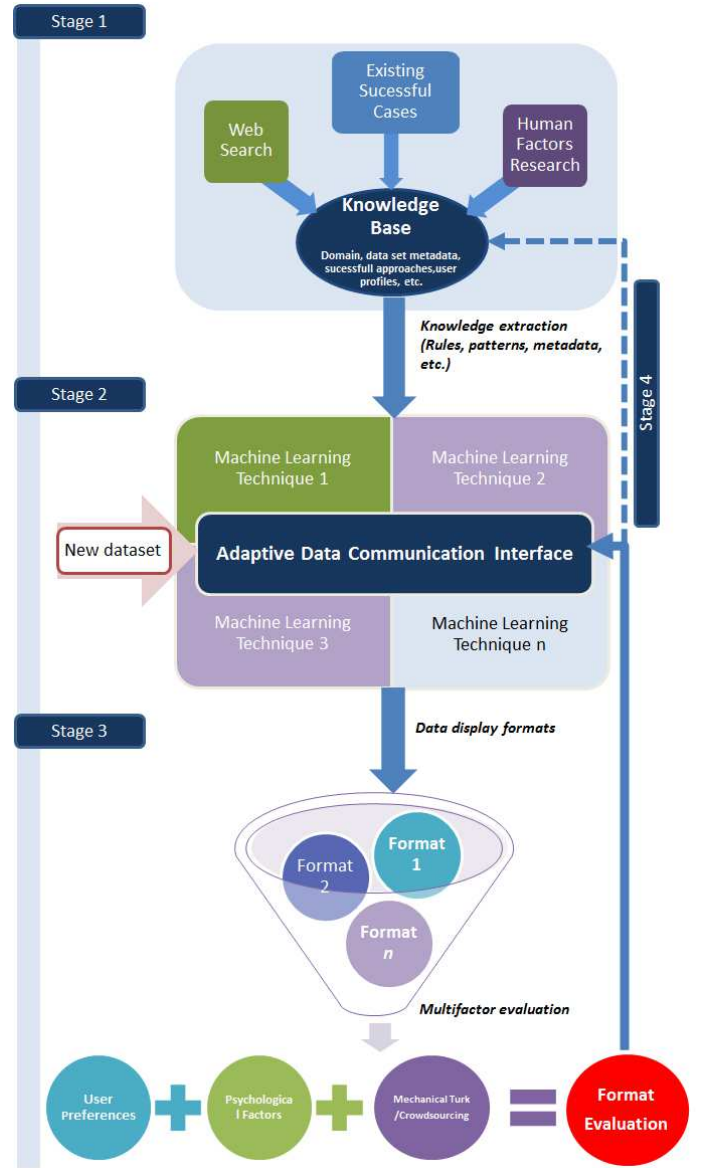 Stage 1
Existing
Sucessful
Cases
Web
Search
Human
Factors
Research
Knowledge
Base
Domain, data set metadata,
sucessfull approaches,user
profiles, etc.
Knowledge extraction
(Rules, patterns, metadata,
etc.)
Stage 4
Stage 2
Machine Learning
Technique 1
Machine Learning
Technique 2
New dataset
Adaptive Data Communication Interface
Machine Learning
Technique 3
Machine Learning
Technique n
Stage 3
Data display formats
Format
1
Format
2
Format
n
Multifactor evaluation
User
Preferences
Psychologica
l Factors
Mechanical Turk
/Crowdsourcing
Format
Evaluation